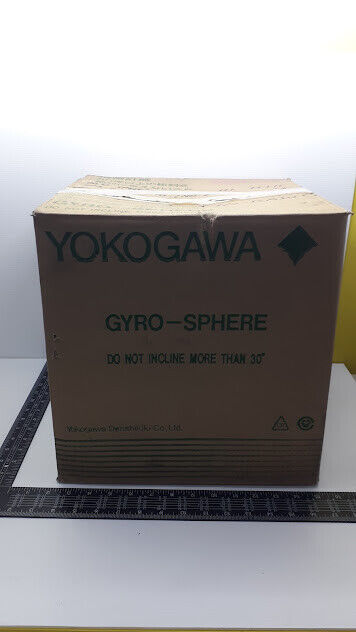 YOKOGAWA
GYRO-SPHERE
DO NOT INCLINE MORE THAN 30°
Yokogawa Denshikiki Co., Ltd.